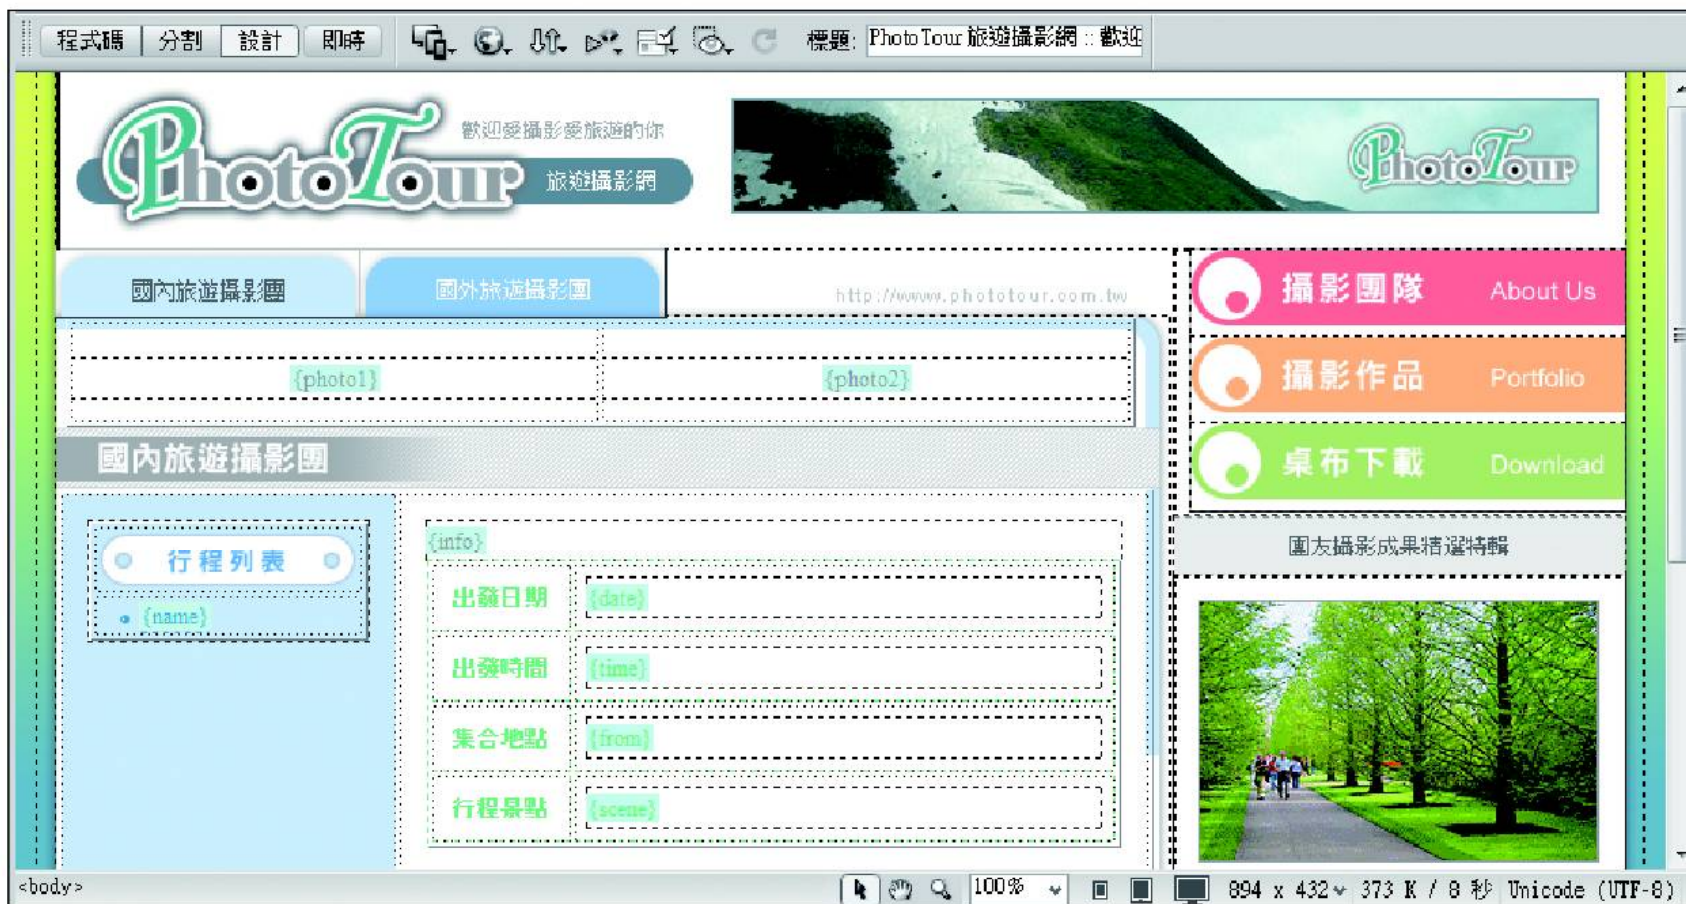 程式碼 分割 設計 即時 標題: PhotoTour 旅遊攝影網 :: 歡迎
PhotoTour 歡迎愛攝影愛旅遊的你
旅遊攝影網
PhotoTour
國內旅遊攝影團 國外旅遊攝影團 http://www.phototour.com.tw
攝影團隊 About Us
{photo1} {photo2}
攝影作品 Portfolio
國內旅遊攝影團
桌布下載 Download
行程列表
{name}
{info}
出發日期 {date}
出發時間 {time}
集合地點 {from}
行程景點 {scene}
團友攝影成果精選特輯
<body> 100% 894 x 432 373 K / 8 秒 Unicode (UTF-8)